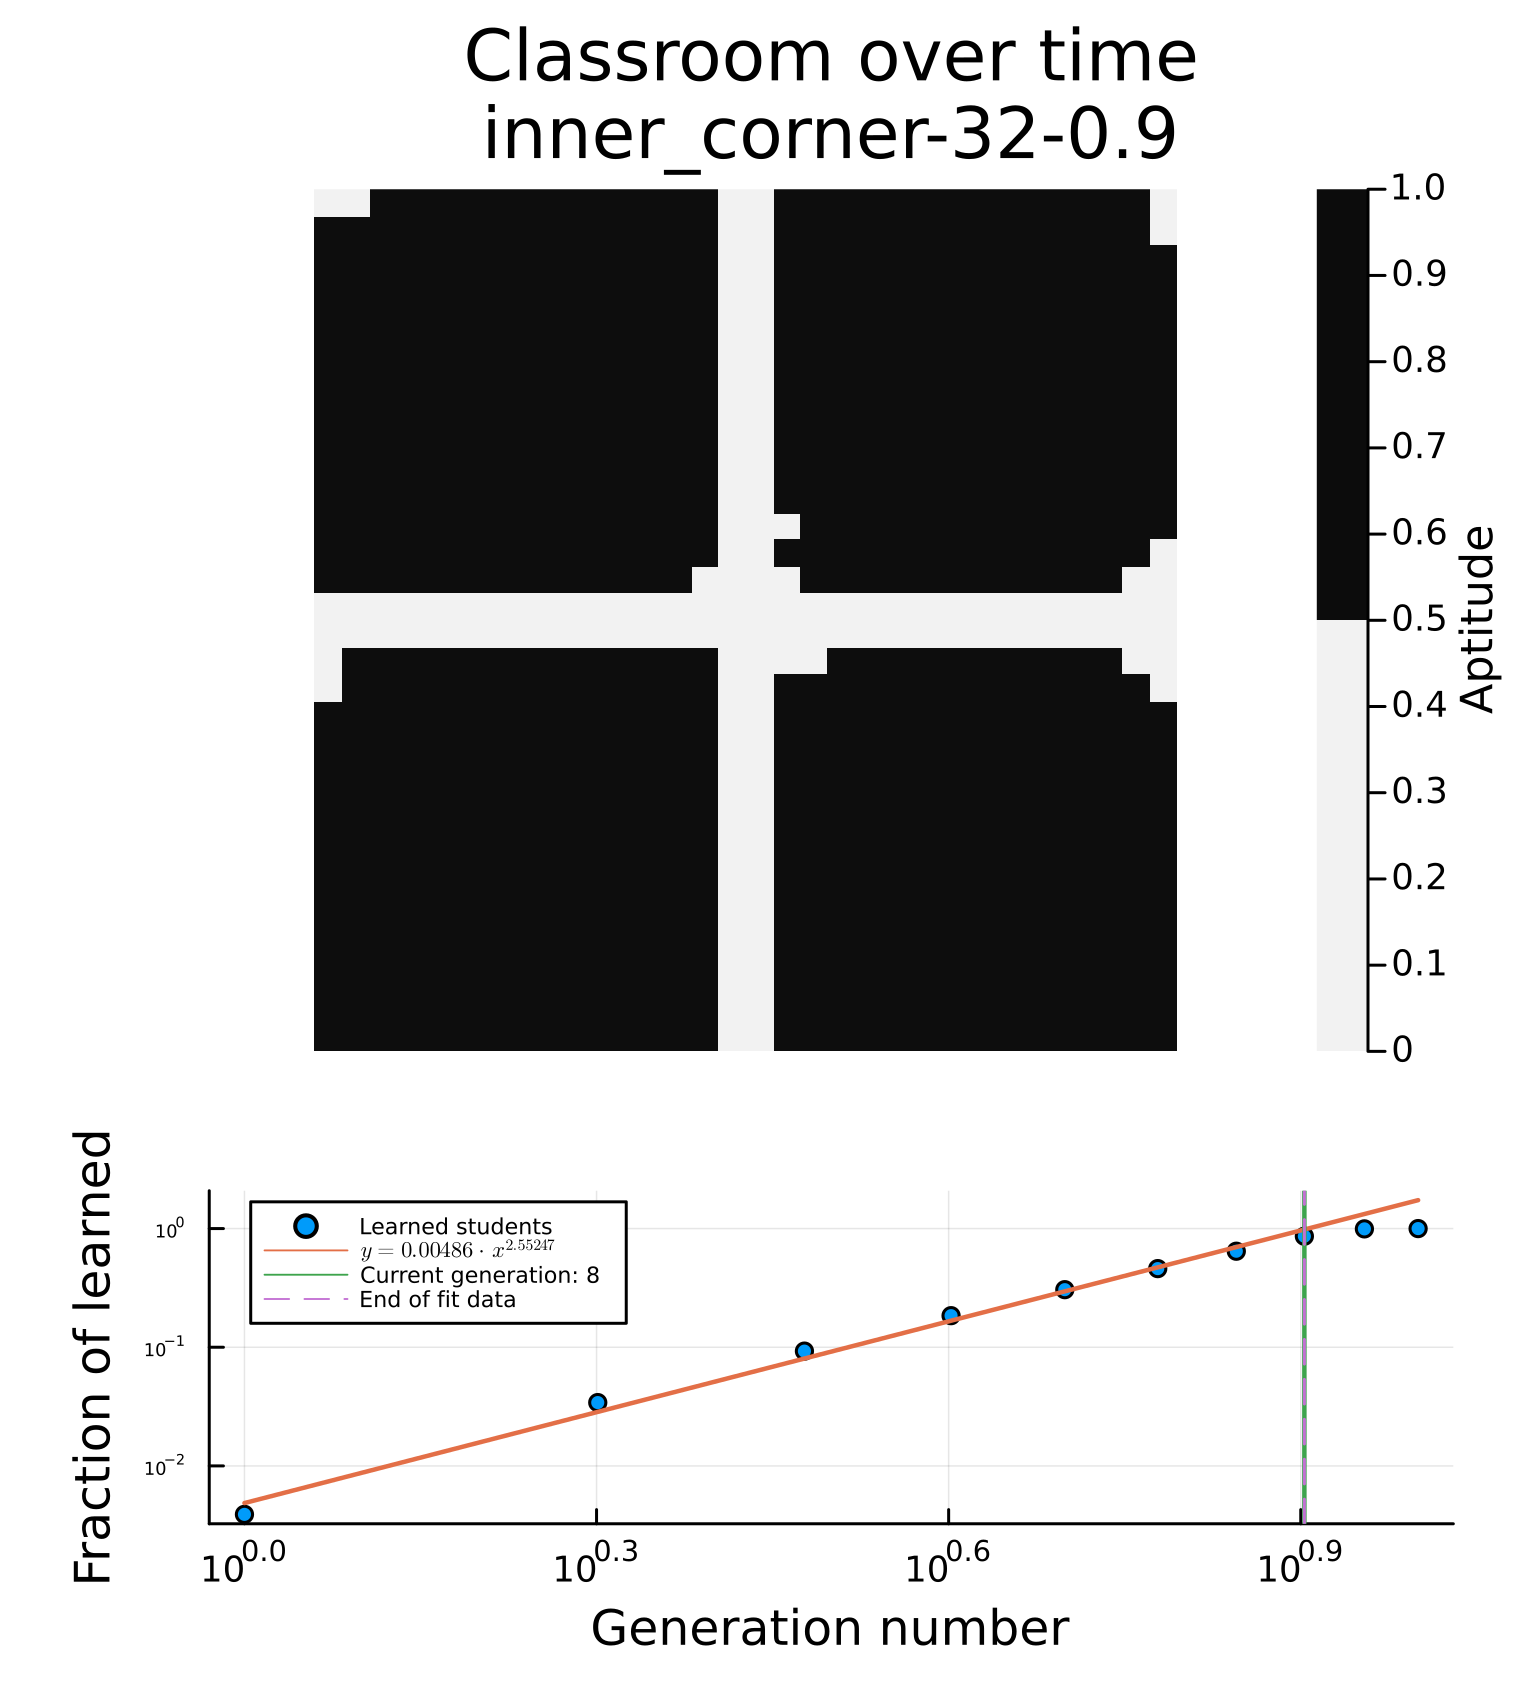 Classroom over time
inner_corner-32-0.9
1.0
0.9
0.8
0.7
0.6
0.5
0.4
0.3
0.2
0.1
0
Aptitude
Fraction of learned
10⁰
10⁻¹
10⁻²
Learned students
y = 0.00486 · x^2.55247
Current generation: 8
End of fit data
10^0.0 10^0.3 10^0.6 10^0.9
Generation number